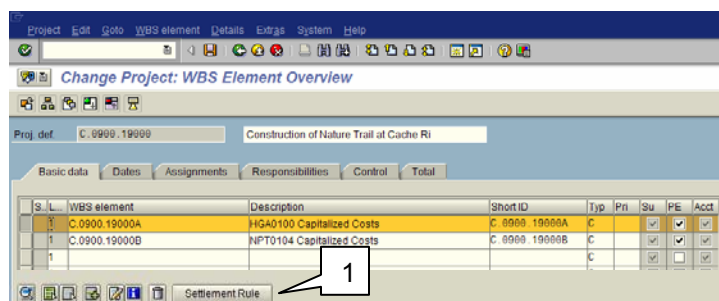 Project Edit Goto WBS element Details Extras System Help
Change Project: WBS Element Overview
Proj. def. C.0900.19000 Construction of Nature Trail at Cache Ri
Basic data Dates Assignments Responsibilities Control Total
S.. L... WBS element Description Short ID Typ Pri Su PE Acct
1 C.0900.19000A HGA0100 Capitalized Costs C.0900.19000A C
1 C.0900.19000B NPT0104 Capitalized Costs C.0900.19000B C
1 C
Settlement Rule 1